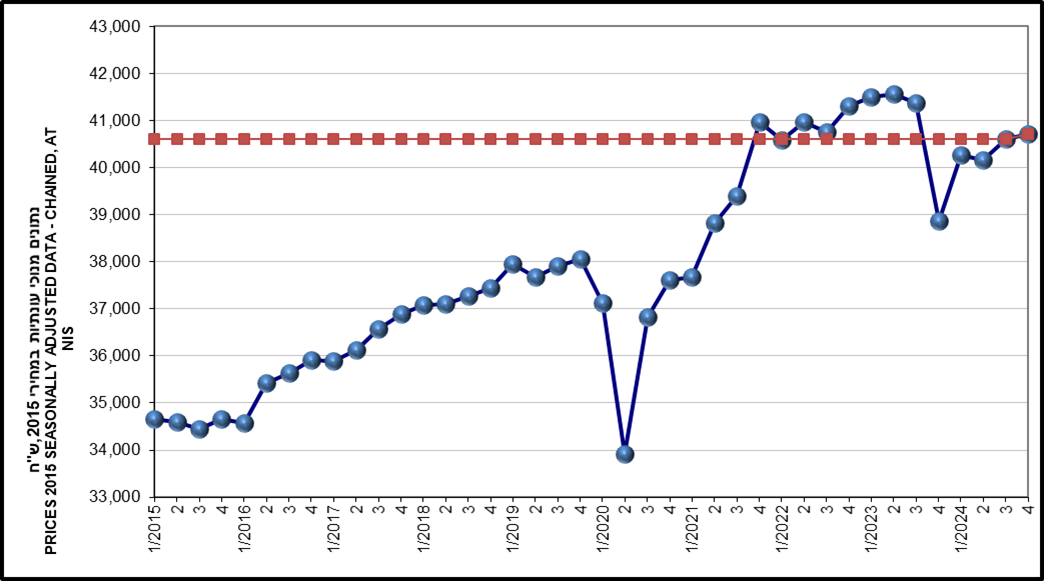 43,000
42,000
41,000
40,000
39,000
38,000
37,000
36,000
35,000
34,000
33,000
נתונים מנוכי עונתיות במחירי 2015, ש"ח
PRICES 2015 SEASONALLY ADJUSTED DATA - CHAINED, AT
NIS
1/2015 2 3 4 1/2016 2 3 4 1/2017 2 3 4 1/2018 2 3 4 1/2019 2 3 4 1/2020 2 3 4 1/2021 2 3 4 1/2022 2 3 4 1/2023 2 3 4 1/2024 2 3 4